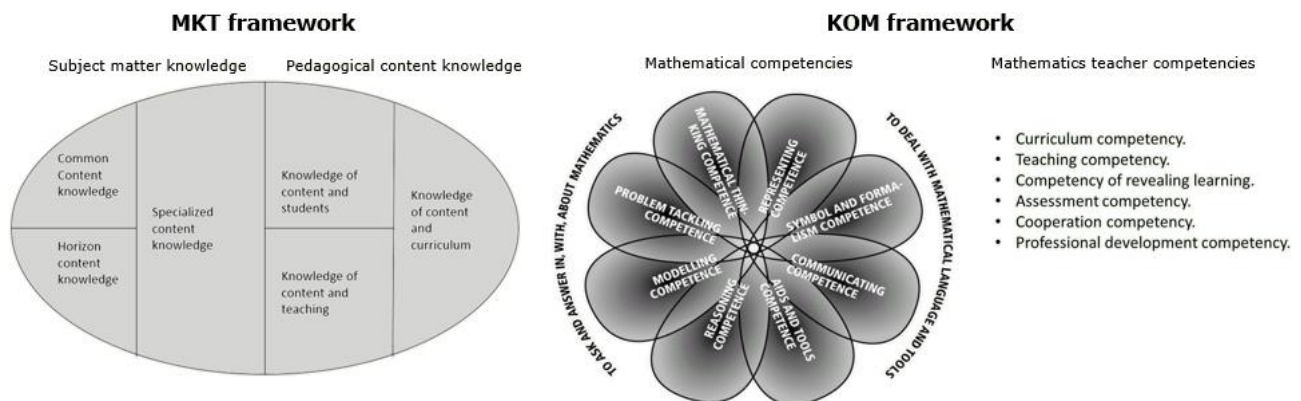 MKT framework
KOM framework
Subject matter knowledge
Pedagogical content knowledge
Mathematical competencies
Mathematics teacher competencies
Common
Content
knowledge
Horizon
content
knowledge
Specialized
content
knowledge
Knowledge of
content and
students
Knowledge of
content and
teaching
Knowledge
of content
and
curriculum
TO ASK AND ANSWER IN, WITH, ABOUT MATHEMATICS
MATHEMATICAL THIN-
KING COMPETENCE
PROBLEM TACKLING
COMPETENCE
MODELLING
COMPETENCE
REASONING
COMPETENCE
REPRESENTING
COMPETENCE
SYMBOL AND FORMA-
LISM COMPETENCE
COMMUNICATING
COMPETENCE
AIDS AND TOOLS
COMPETENCE
TO DEAL WITH MATHEMATICAL LANGUAGE AND TOOLS
• Curriculum competency.
• Teaching competency.
• Competency of revealing learning.
• Assessment competency.
• Cooperation competency.
• Professional development competency.